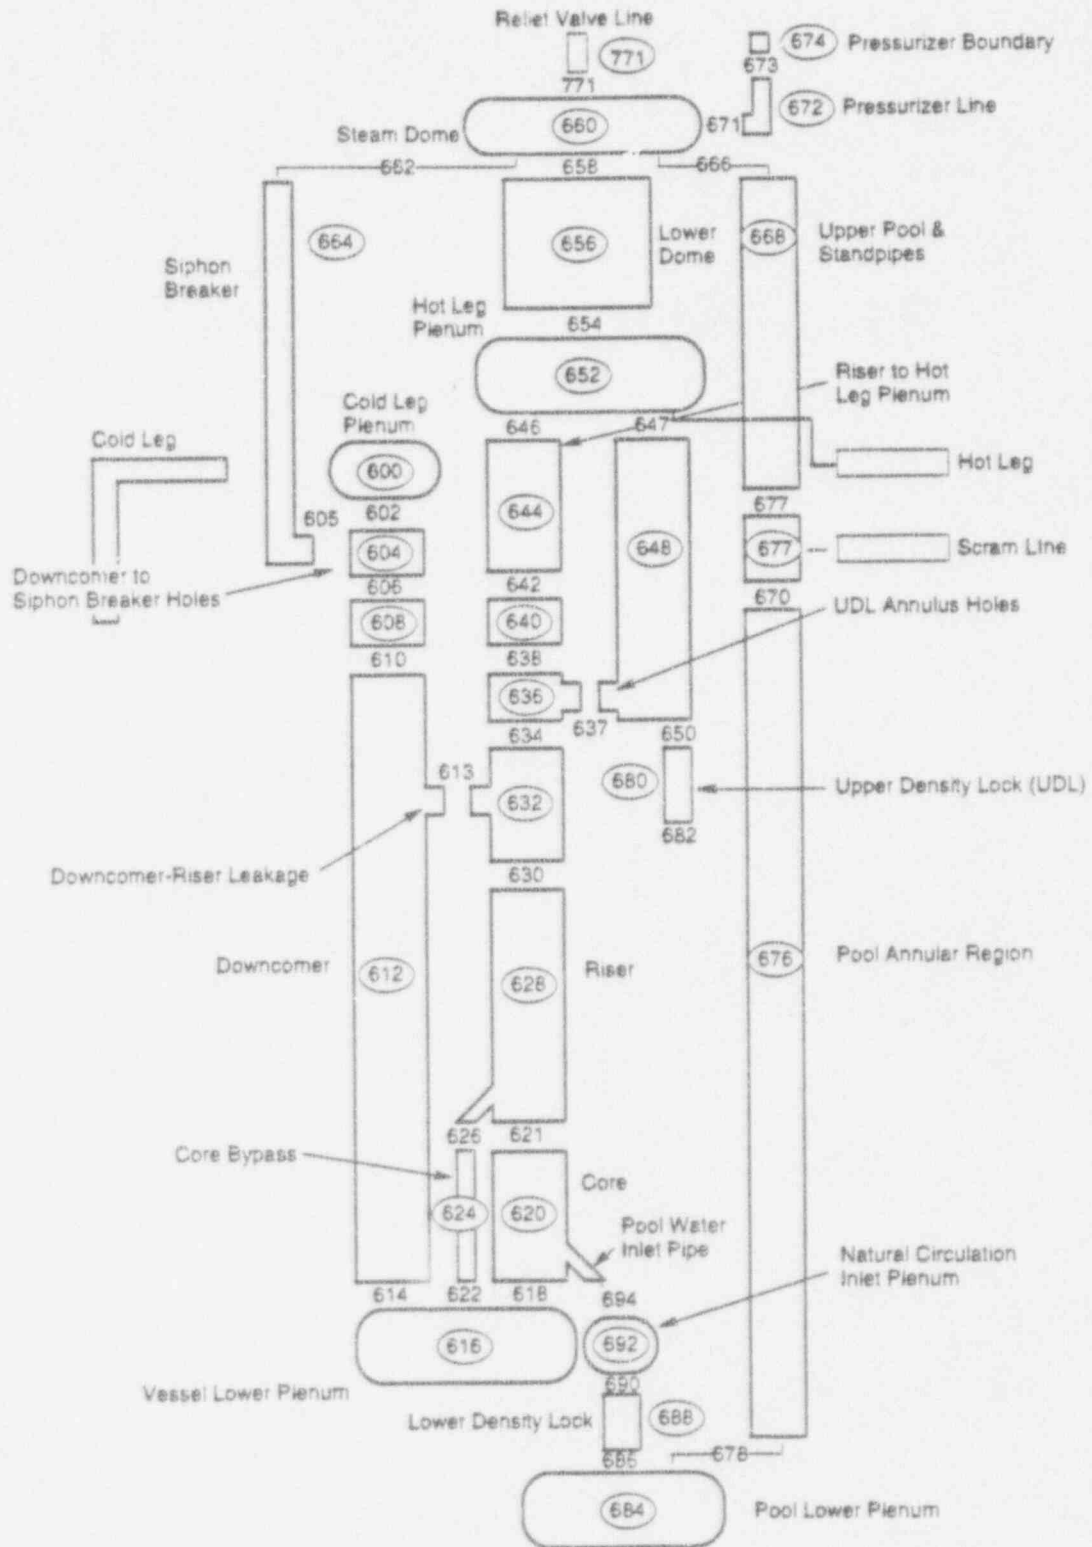 Relief Valve Line
771
771
674
Pressurizer Boundary
673
672
Pressurizer Line
671
Steam Dome
660
662
658
666
664
Siphon
Breaker
656
Lower
Dome
668
Upper Pool &
Standpipes
Hot Leg
Plenum
654
652
Riser to Hot
Leg Plenum
Cold Leg
Plenum
646
647
Cold Leg
600
Hot Leg
602
605
644
648
677
604
677
Scram Line
Downcomer to
Siphon Breaker Holes
606
642
670
UDL Annulus Holes
608
640
610
638
636
637
634
650
613
632
680
Upper Density Lock (UDL)
682
Downcomer-Riser Leakage
630
Downcomer
612
628
Riser
676
Pool Annular Region
626
621
Core Bypass
Core
624
620
Pool Water
Inlet Pipe
Natural Circulation
Inlet Plenum
614
622
618
694
616
692
Vessel Lower Plenum
690
Lower Density Lock
688
686
678
684
Pool Lower Plenum